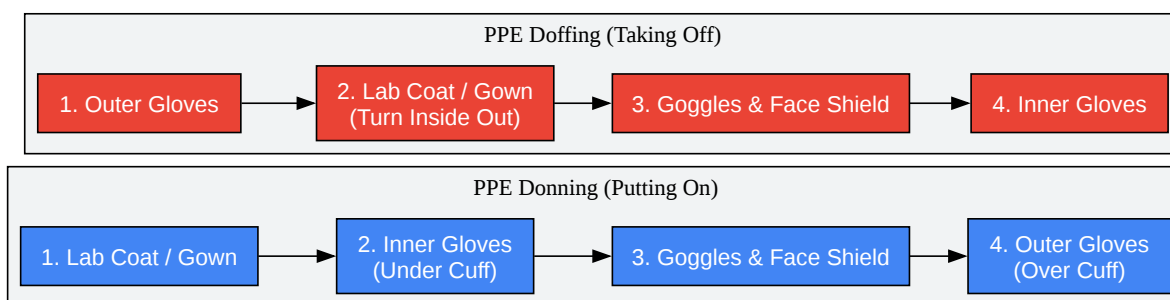 PPE Doffing (Taking Off)
1. Outer Gloves
2. Lab Coat / Gown
(Turn Inside Out)
3. Goggles & Face Shield
4. Inner Gloves
PPE Donning (Putting On)
1. Lab Coat / Gown
2. Inner Gloves
(Under Cuff)
3. Goggles & Face Shield
4. Outer Gloves
(Over Cuff)